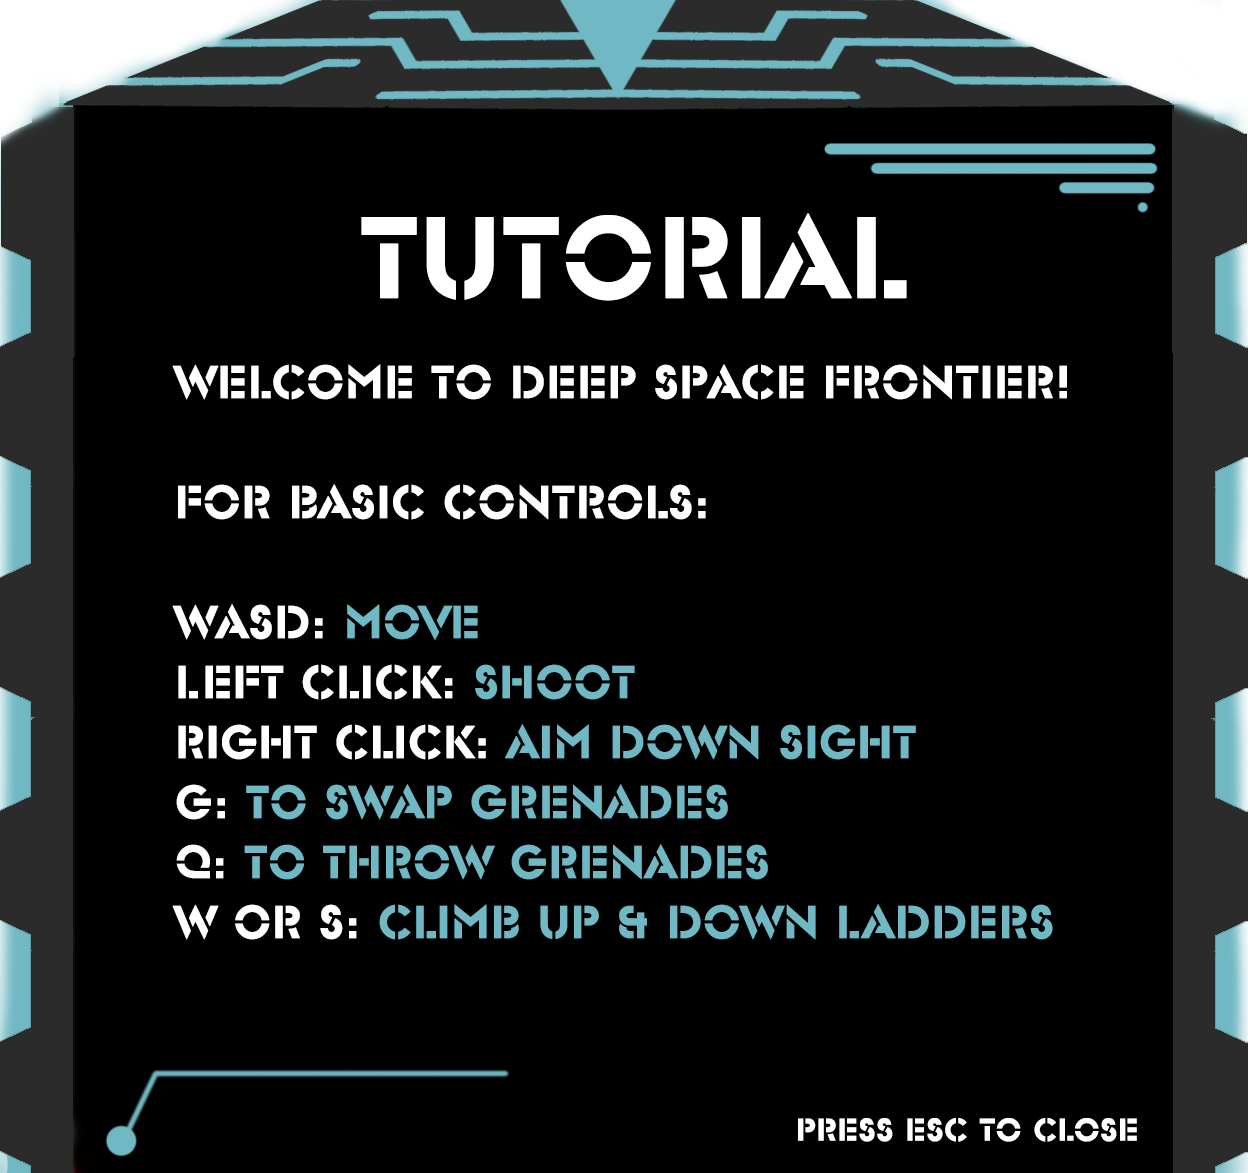 TUTORIAL
WELCOME TO DEEP SPACE FRONTIER!
FOR BASIC CONTROLS:
WASD: MOVE
LEFT CLICK: SHOOT
RIGHT CLICK: AIM DOWN SIGHT
G: TO SWAP GRENADES
Q: TO THROW GRENADES
W OR S: CLIMB UP & DOWN LADDERS
PRESS ESC TO CLOSE